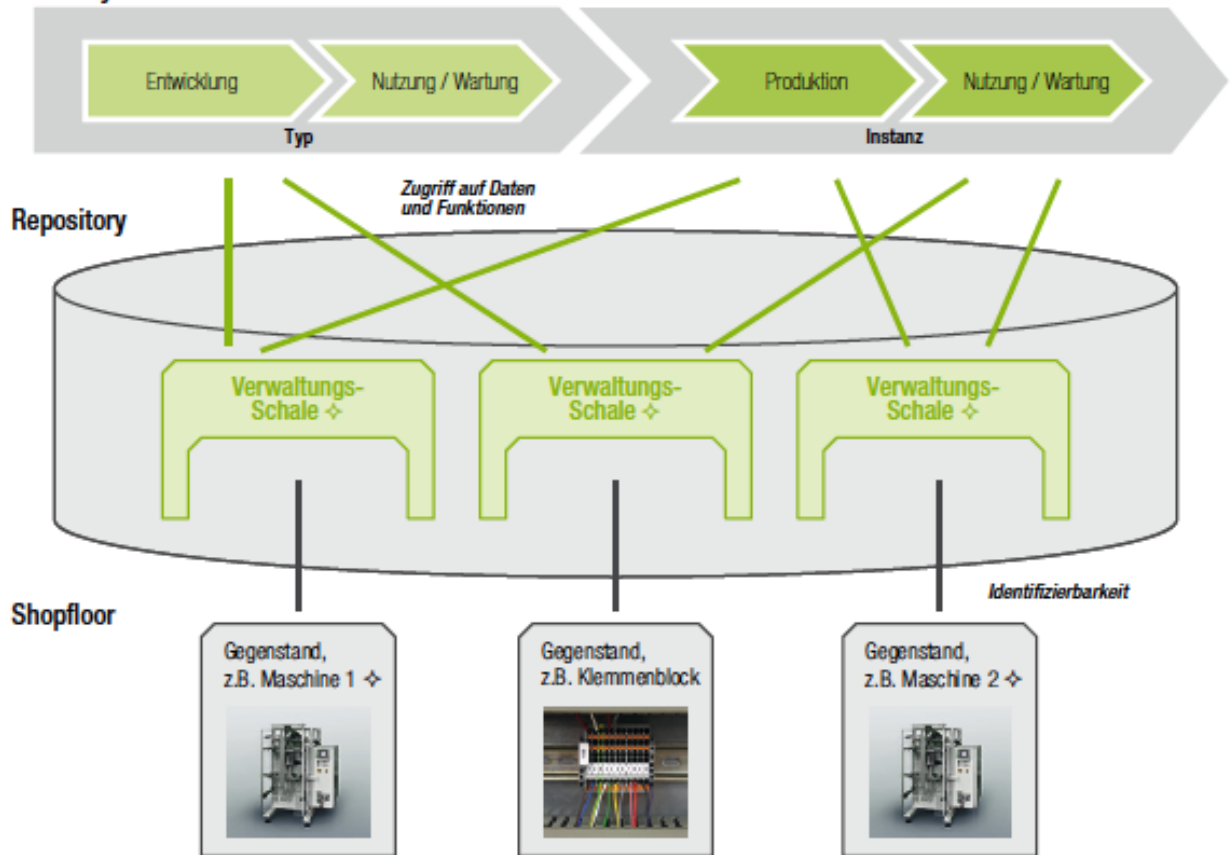 Entwicklung
Nutzung / Wartung
Produktion
Nutzung / Wartung
Typ
Instanz
Zugriff auf Daten
und Funktionen
Repository
Verwaltungs-
Schale ✧
Verwaltungs-
Schale ✧
Verwaltungs-
Schale ✧
Identifizierbarkeit
Shopfloor
Gegenstand,
z.B. Maschine 1 ✧
Gegenstand,
z.B. Klemmenblock
Gegenstand,
z.B. Maschine 2 ✧